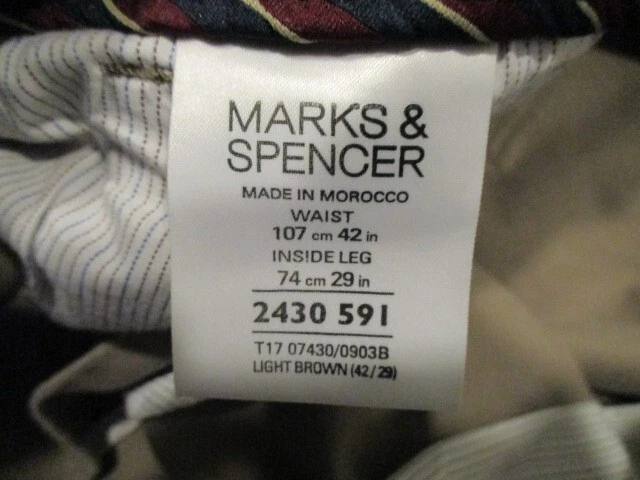 MARKS &
SPENCER
MADE IN MOROCCO
WAIST
107 cm 42 in
INSIDE LEG
74 cm 29 in
2430 591
T17 07430/0903B
LIGHT BROWN (42/29)